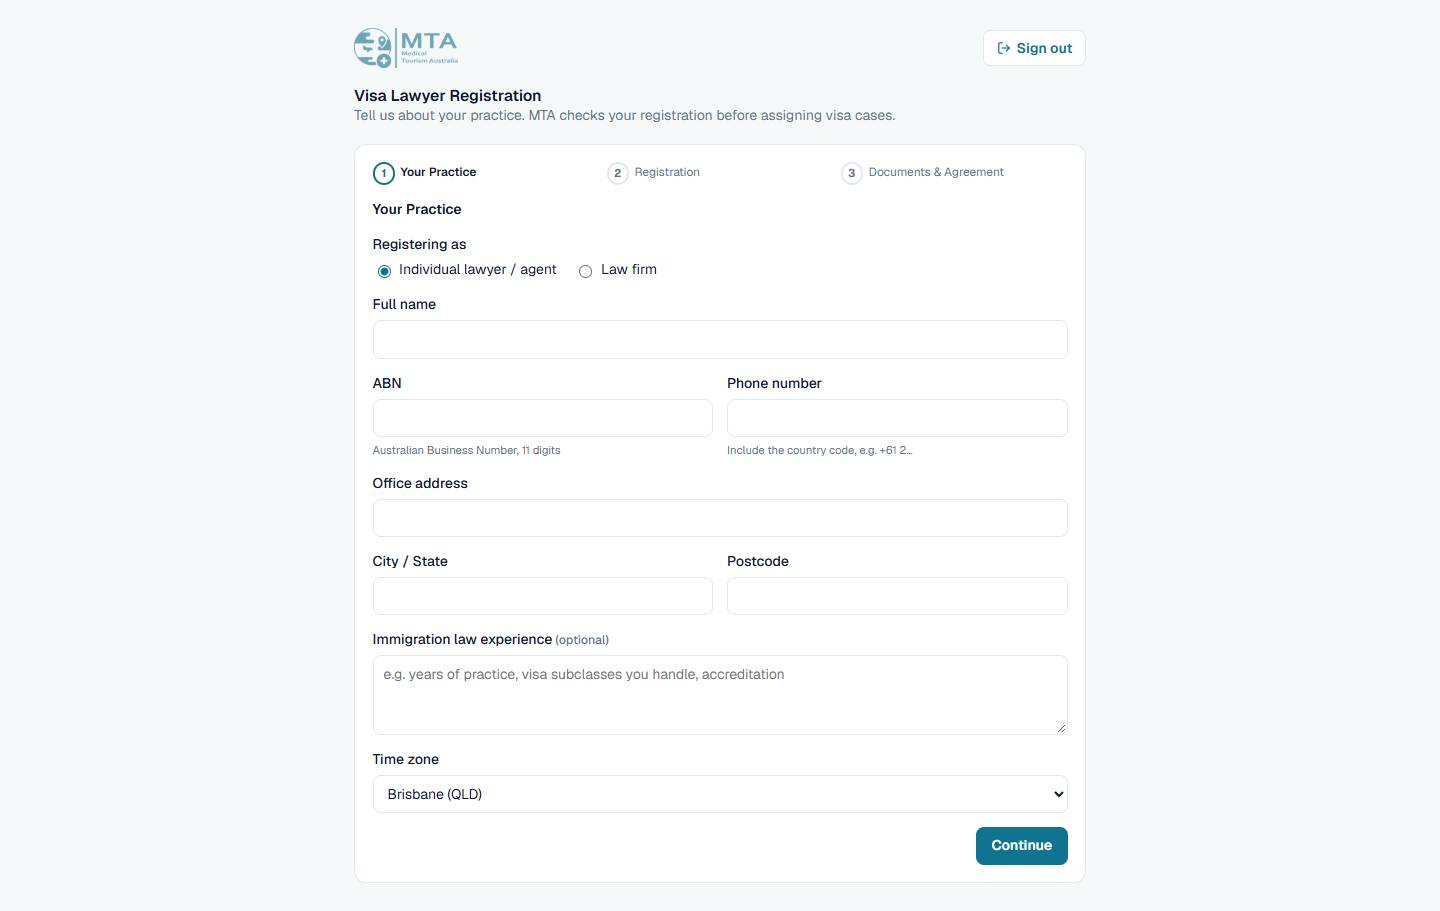 MTA
Medical
Tourism Australia
Sign out
Visa Lawyer Registration
Tell us about your practice. MTA checks your registration before assigning visa cases.
1 Your Practice
2 Registration
3 Documents & Agreement
Your Practice
Registering as
Individual lawyer / agent
Law firm
Full name
ABN
Phone number
Australian Business Number, 11 digits
Include the country code, e.g. +61 2...
Office address
City / State
Postcode
Immigration law experience (optional)
e.g. years of practice, visa subclasses you handle, accreditation
Time zone
Brisbane (QLD)
Continue